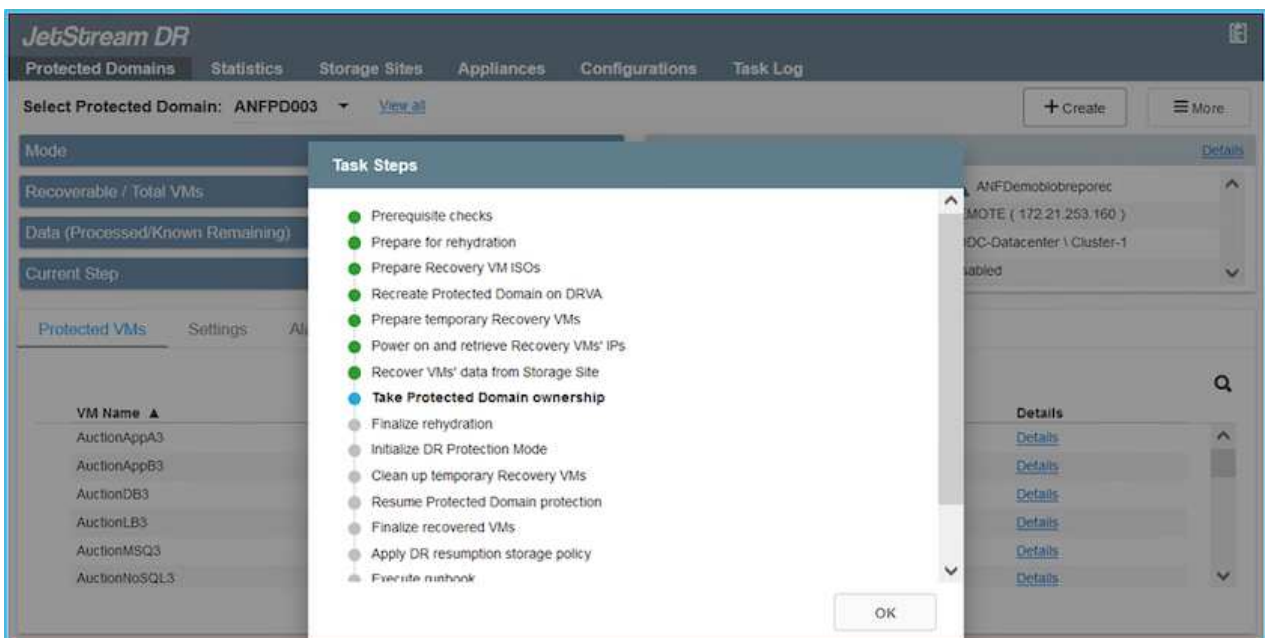 JetStream DR
Protected Domains Statistics Storage Sites Appliances Configurations Task Log
Select Protected Domain: ANFPD003 View all + Create More
Mode Details
Recoverable / Total VMs
Data (Processed/Known Remaining)
Current Step
ANFDemoblobreporec
MOTE ( 172.21.253.160 )
DC-Datacenter \ Cluster-1
abled
Task Steps
Prerequisite checks
Prepare for rehydration
Prepare Recovery VM ISOs
Recreate Protected Domain on DRVA
Prepare temporary Recovery VMs
Power on and retrieve Recovery VMs' IPs
Recover VMs' data from Storage Site
Take Protected Domain ownership
Finalize rehydration
Initialize DR Protection Mode
Clean up temporary Recovery VMs
Resume Protected Domain protection
Finalize recovered VMs
Apply DR resumption storage policy
Execute runbook
OK
Protected VMs Settings Al
VM Name ▲ Details
AuctionAppA3 Details
AuctionAppB3 Details
AuctionDB3 Details
AuctionLB3 Details
AuctionMSQ3 Details
AuctionNoSQL3 Details